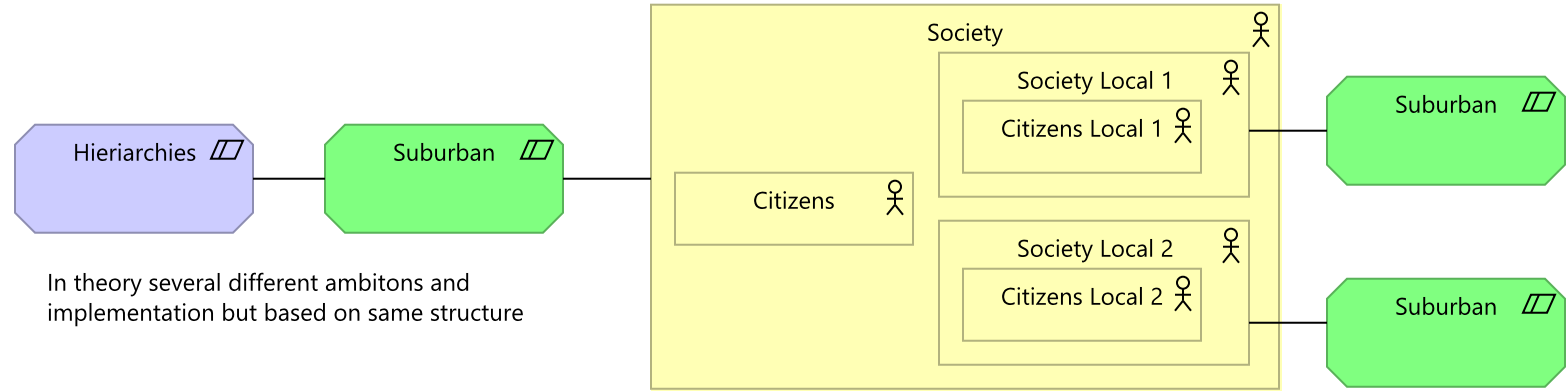 Society
Society Local 1
Suburban
Citizens Local 1
Hieriarchies
Suburban
Citizens
Society Local 2
In theory several different ambitons and
implementation but based on same structure
Citizens Local 2
Suburban